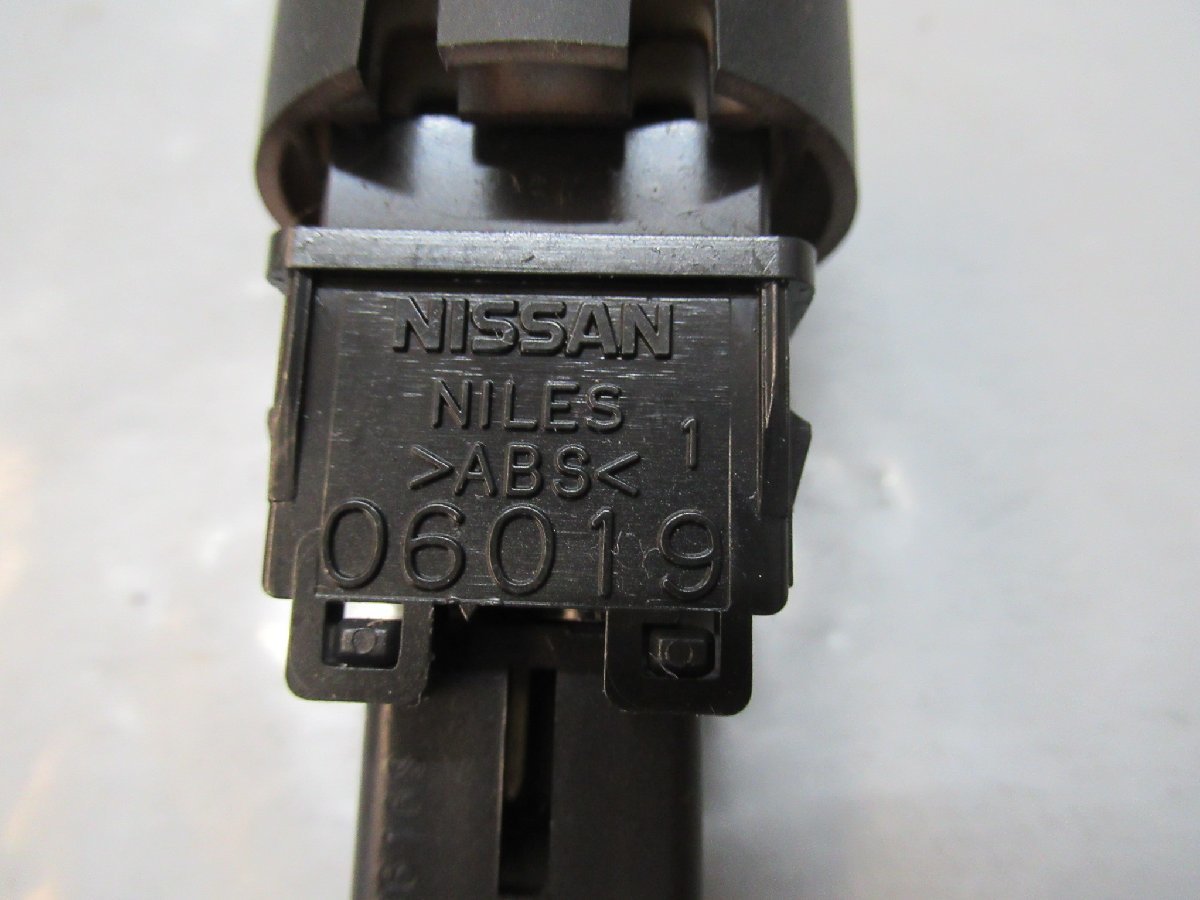 NISSAN
NILES
>ABS< 1
06019